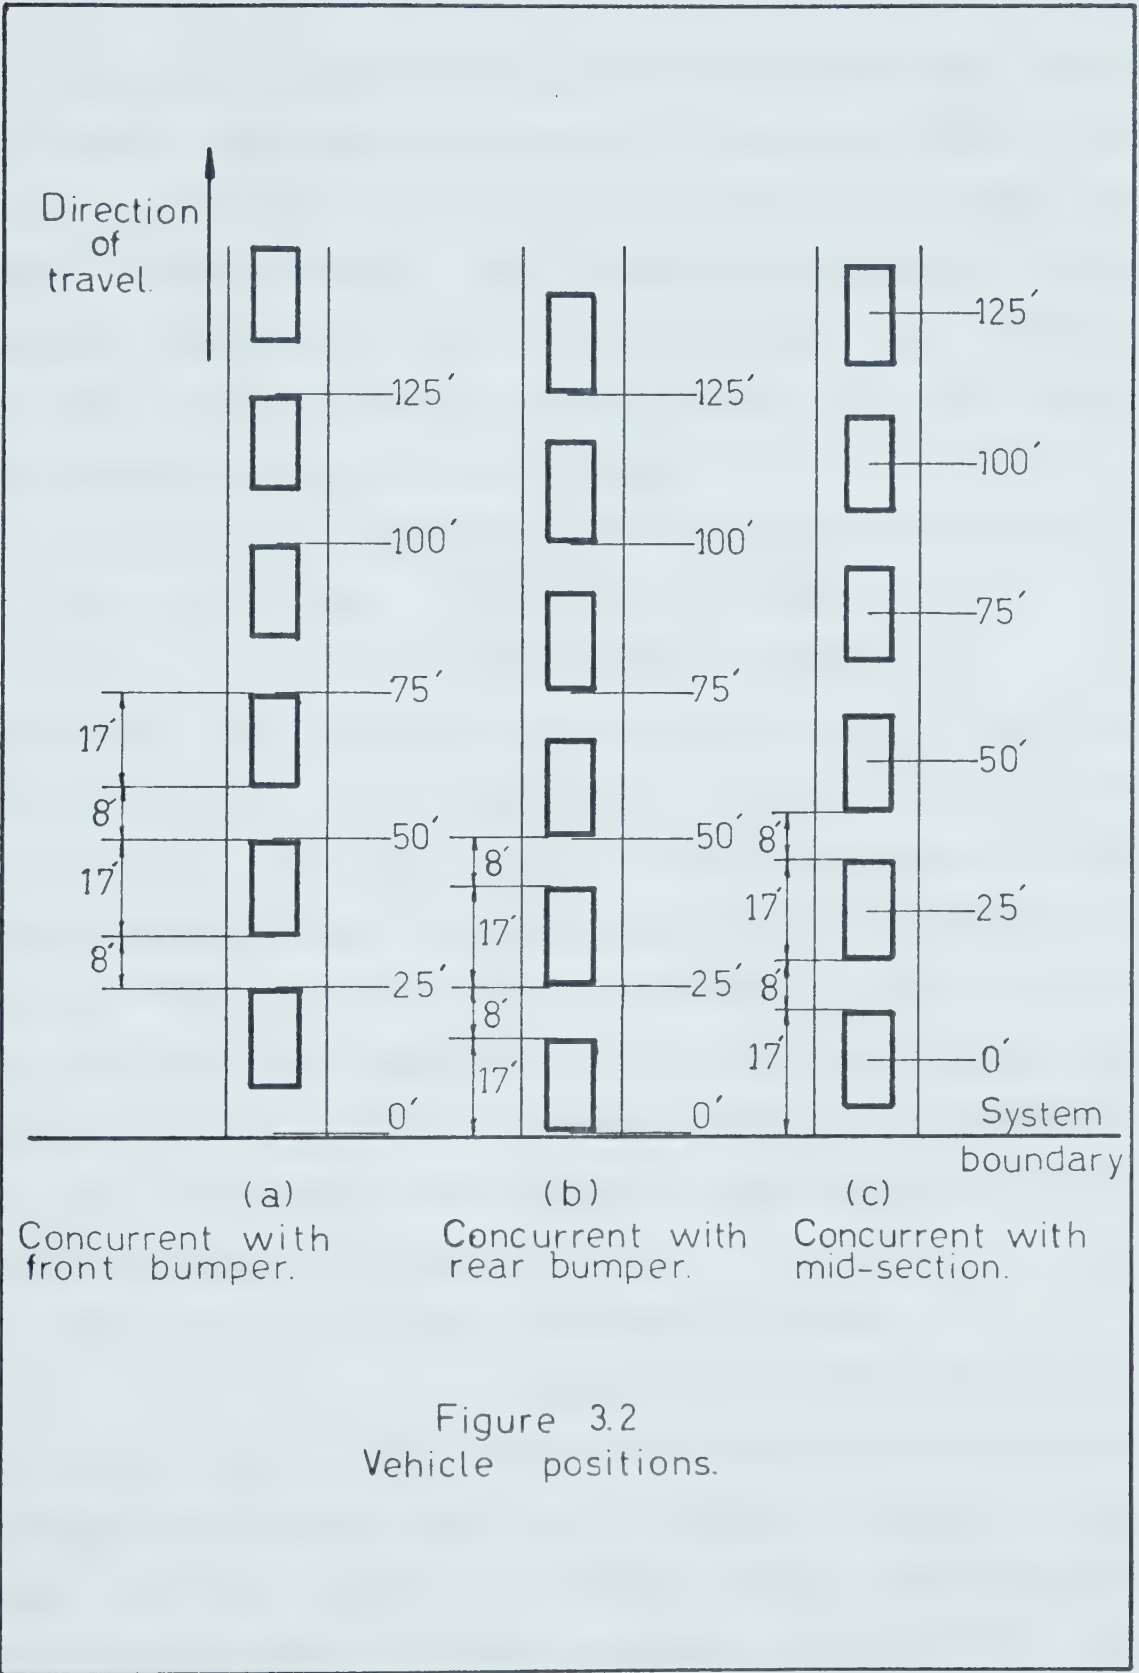 Direction
of
travel.
125′
100′
75′
50′
25′
0′
17′
8′
17′
8′
125′
100′
75′
50′
25′
0′
8′
17′
8′
17′
125′
100′
75′
50′
25′
0′
8′
17′
8′
17′
System
boundary
(a)
Concurrent with
front bumper.
(b)
Concurrent with
rear bumper.
(c)
Concurrent with
mid-section.
Figure 3.2
Vehicle positions.